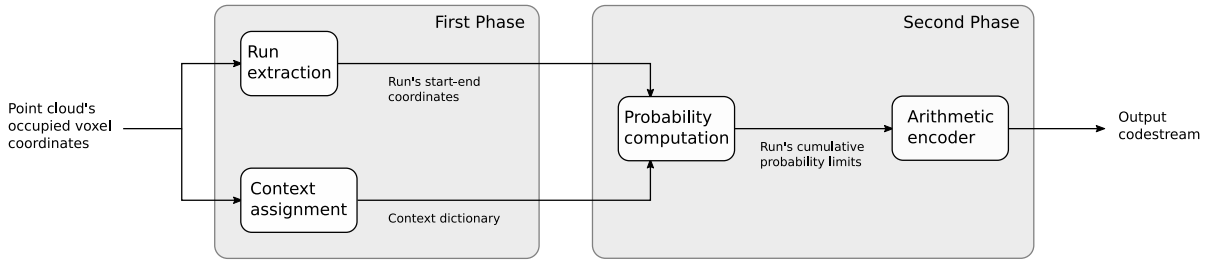 First Phase
Second Phase
Point cloud's
occupied voxel
coordinates
Run
extraction
Run's start-end
coordinates
Context
assignment
Context dictionary
Probability
computation
Run's cumulative
probability limits
Arithmetic
encoder
Output
codestream